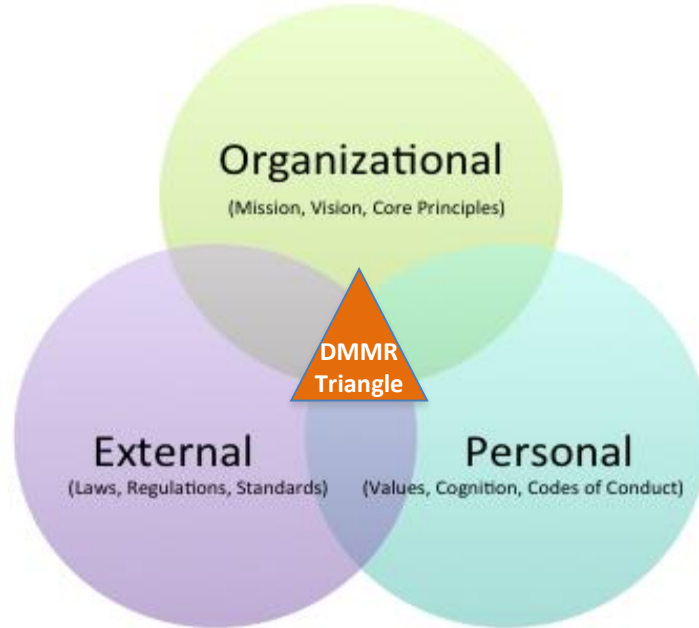 Organizational
(Mission, Vision, Core Principles)
DMMR
Triangle
External
(Laws, Regulations, Standards)
Personal
(Values, Cognition, Codes of Conduct)